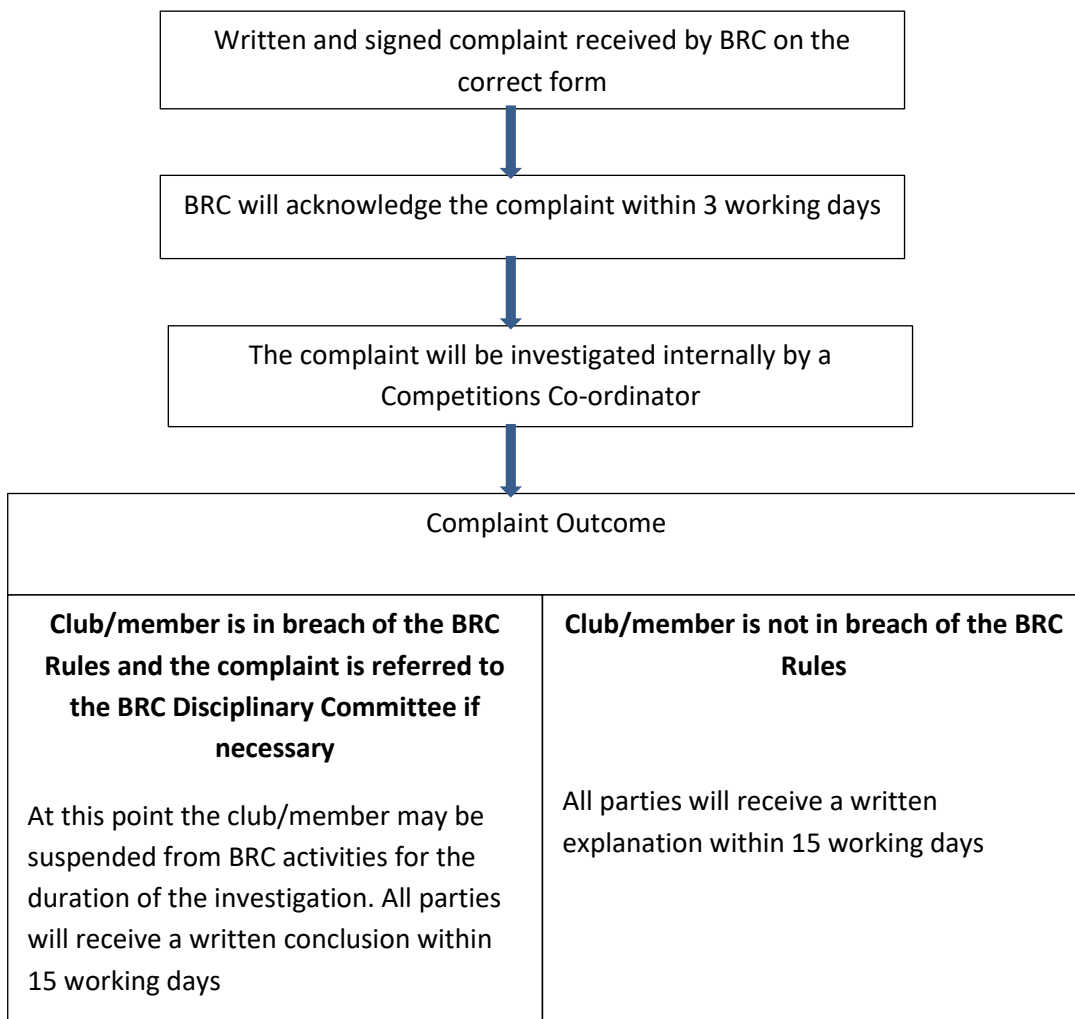 Written and signed complaint received by BRC on the
correct form
BRC will acknowledge the complaint within 3 working days
The complaint will be investigated internally by a
Competitions Co-ordinator
Complaint Outcome
Club/member is in breach of the BRC
Rules and the complaint is referred to
the BRC Disciplinary Committee if
necessary
At this point the club/member may be
suspended from BRC activities for the
duration of the investigation. All parties
will receive a written conclusion within
15 working days
Club/member is not in breach of the BRC
Rules
All parties will receive a written
explanation within 15 working days